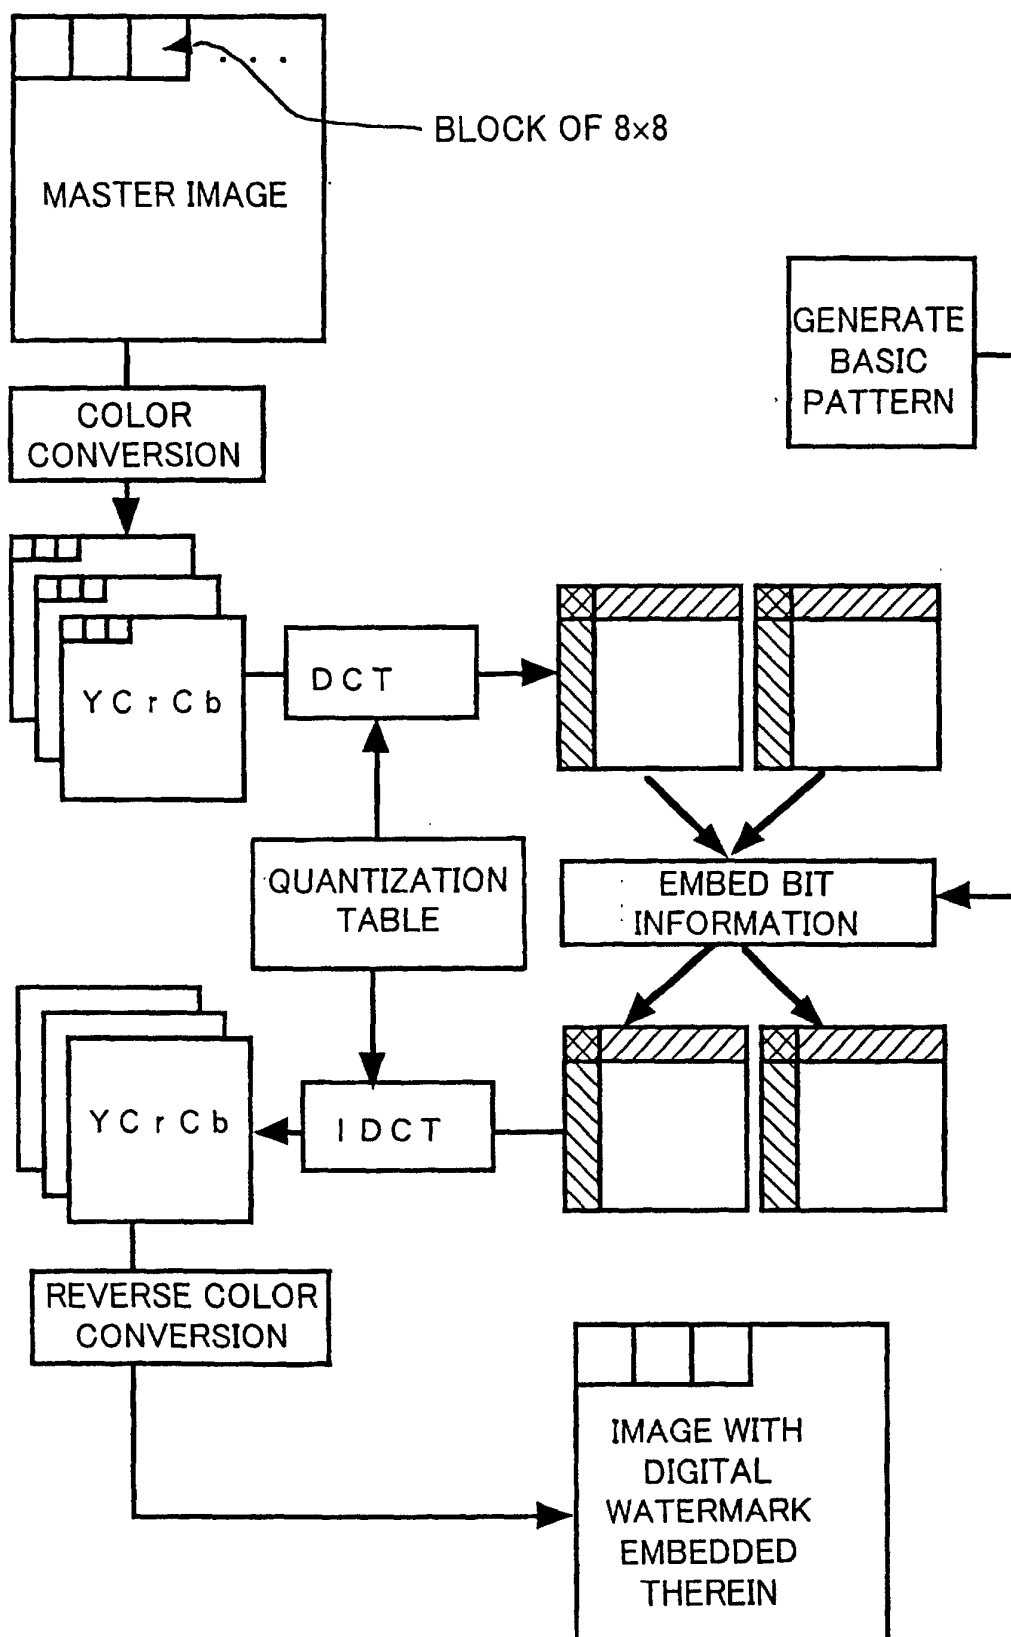 BLOCK OF 8×8
MASTER IMAGE
GENERATE
BASIC
PATTERN
COLOR
CONVERSION
YCrCb
DCT
QUANTIZATION
TABLE
EMBED BIT
INFORMATION
YCrCb
IDCT
REVERSE COLOR
CONVERSION
IMAGE WITH
DIGITAL
WATERMARK
EMBEDDED
THEREIN